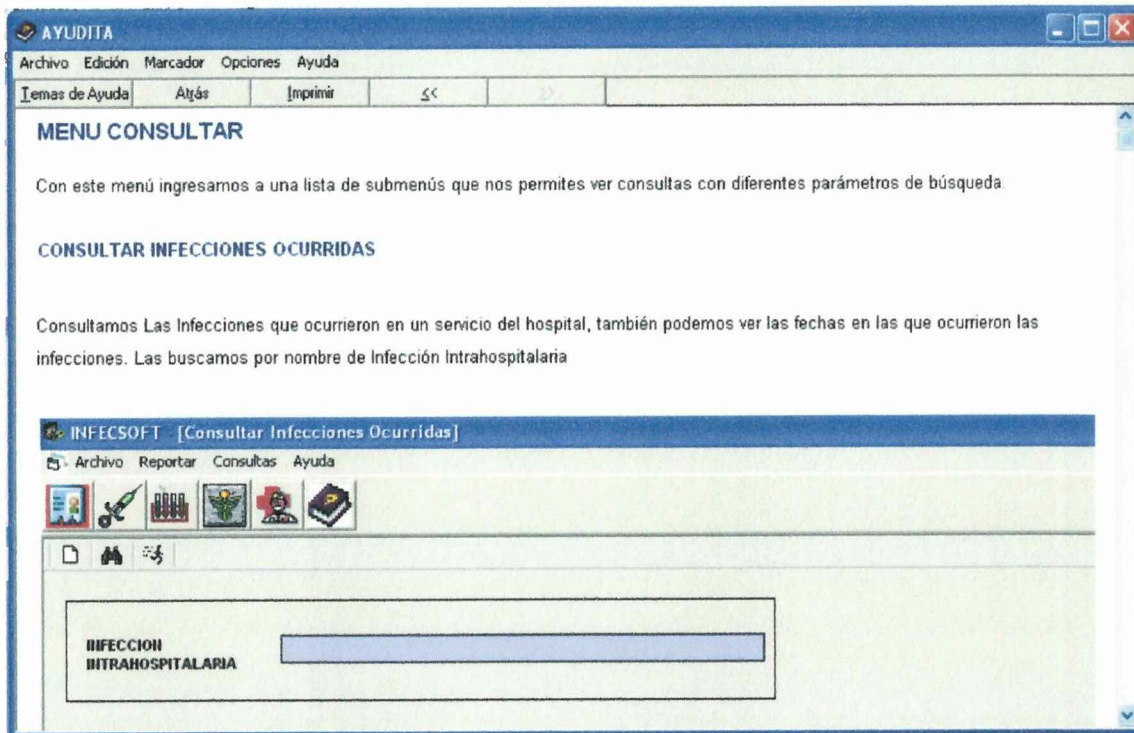 AYUDITA
Archivo Edición Marcador Opciones Ayuda
Temas de Ayuda Atrás Imprimir << >>
MENU CONSULTAR
Con este menú ingresamos a una lista de submenús que nos permites ver consultas con diferentes parámetros de búsqueda.
CONSULTAR INFECCIONES OCURRIDAS
Consultamos Las Infecciones que ocurrieron en un servicio del hospital, también podemos ver las fechas en las que ocurrieron las
infecciones. Las buscamos por nombre de Infección Intrahospitalaria
INFECSOFT - [Consultar Infecciones Ocurridas]
Archivo Reportar Consultas Ayuda
INFECCION
INTRAHOSPITALARIA